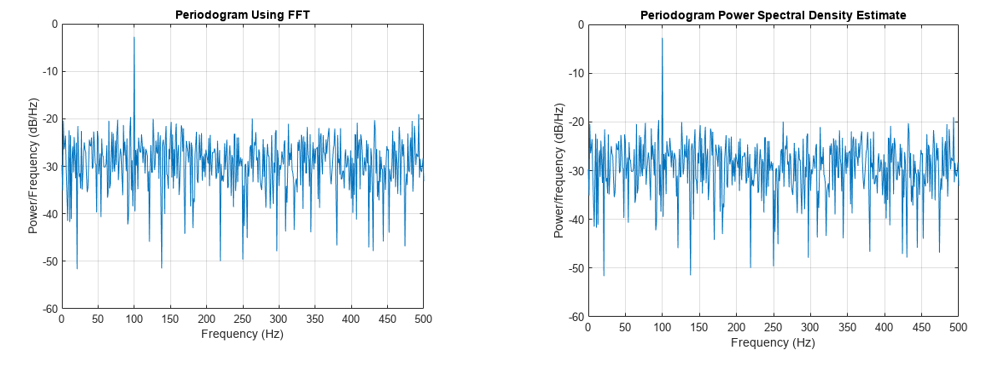 Periodogram Using FFT
0
-10
-20
-30
-40
-50
-60
Power/Frequency (dB/Hz)
0 50 100 150 200 250 300 350 400 450 500
Frequency (Hz)
Periodogram Power Spectral Density Estimate
0
-10
-20
-30
-40
-50
-60
Power/frequency (dB/Hz)
0 50 100 150 200 250 300 350 400 450 500
Frequency (Hz)